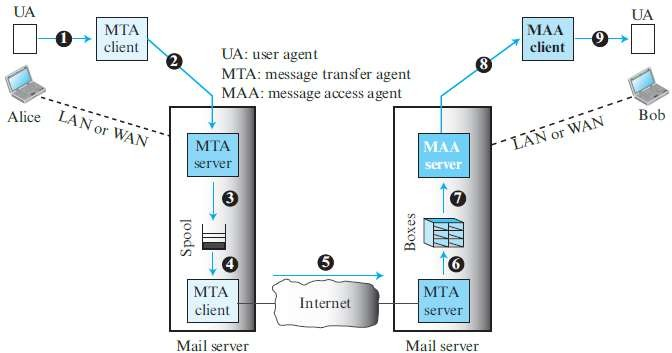 UA
1
MTA
client
2
UA: user agent
MTA: message transfer agent
MAA: message access agent
8
MAA
client
9
UA
Alice
LAN or WAN
Bob
LAN or WAN
MTA
server
3
Spool
4
MTA
client
Mail server
5
Internet
MAA
server
7
Boxes
6
MTA
server
Mail server